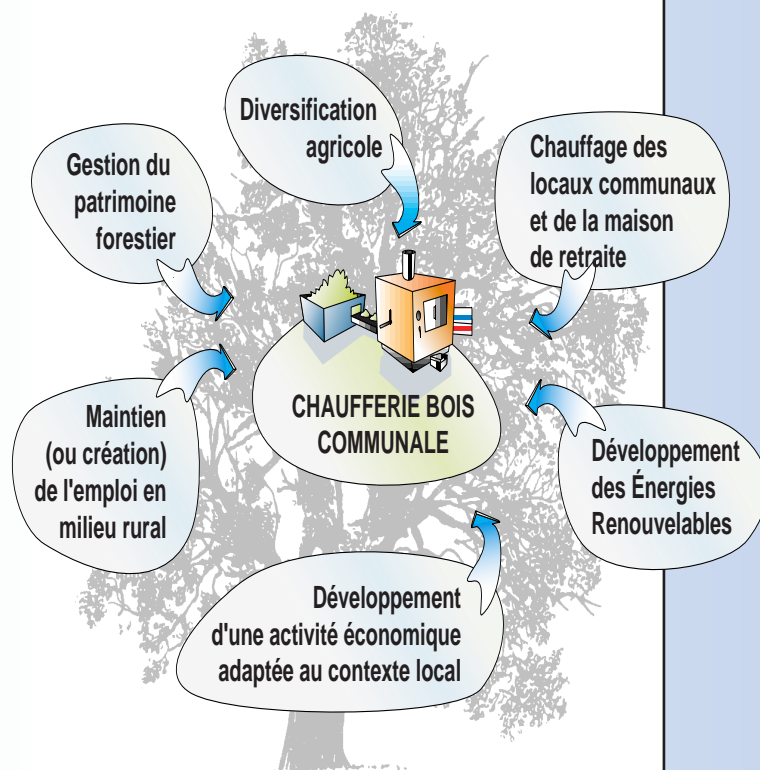 Diversification
agricole
Gestion du
patrimoine
forestier
Chauffage des
locaux communaux
et de la maison
de retraite
CHAUFFERIE BOIS
COMMUNALE
Maintien
(ou création)
de l'emploi en
milieu rural
Développement
des Énergies
Renouvelables
Développement
d'une activité économique
adaptée au contexte local